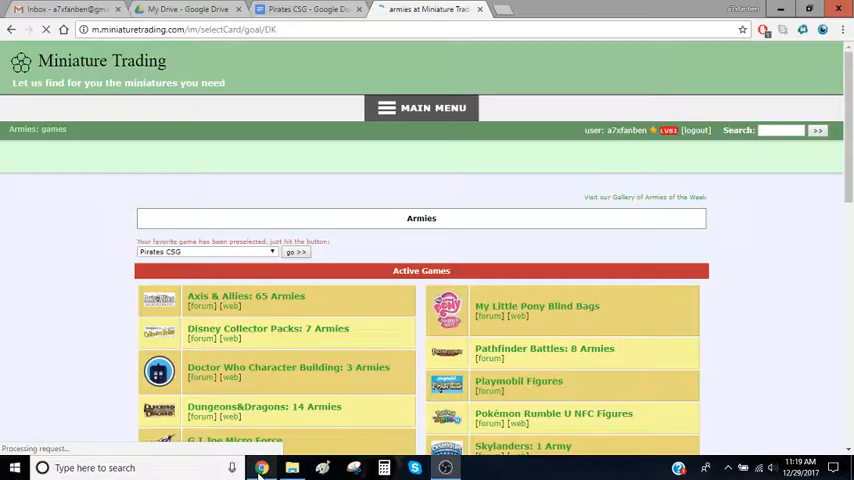 Inbox - a7xfanben@gm
My Drive - Google Drive
Pirates CSG - Google Do
armies at Miniature Trad
a7xfanben
m.miniaturetrading.com/im/selectCard/goal/DK
Miniature Trading
Let us find for you the miniatures you need
MAIN MENU
Armies: games
user: a7xfanben LV81 [logout] Search: >>
Visit our Gallery of Armies of the Week
Armies
Your favorite game has been preselected, just hit the button:
Pirates CSG go >>
Active Games
Axis & Allies: 65 Armies
[forum] [web]
Disney Collector Packs: 7 Armies
[forum] [web]
Doctor Who Character Building: 3 Armies
[forum] [web]
Dungeons&Dragons: 14 Armies
[forum] [web]
G I Joe Micro Force
My Little Pony Blind Bags
[forum] [web]
Pathfinder Battles: 8 Armies
[forum]
Playmobil Figures
[forum]
Pokémon Rumble U NFC Figures
[forum] [web]
Skylanders: 1 Army
Processing request...
Type here to search
11:19 AM
12/29/2017